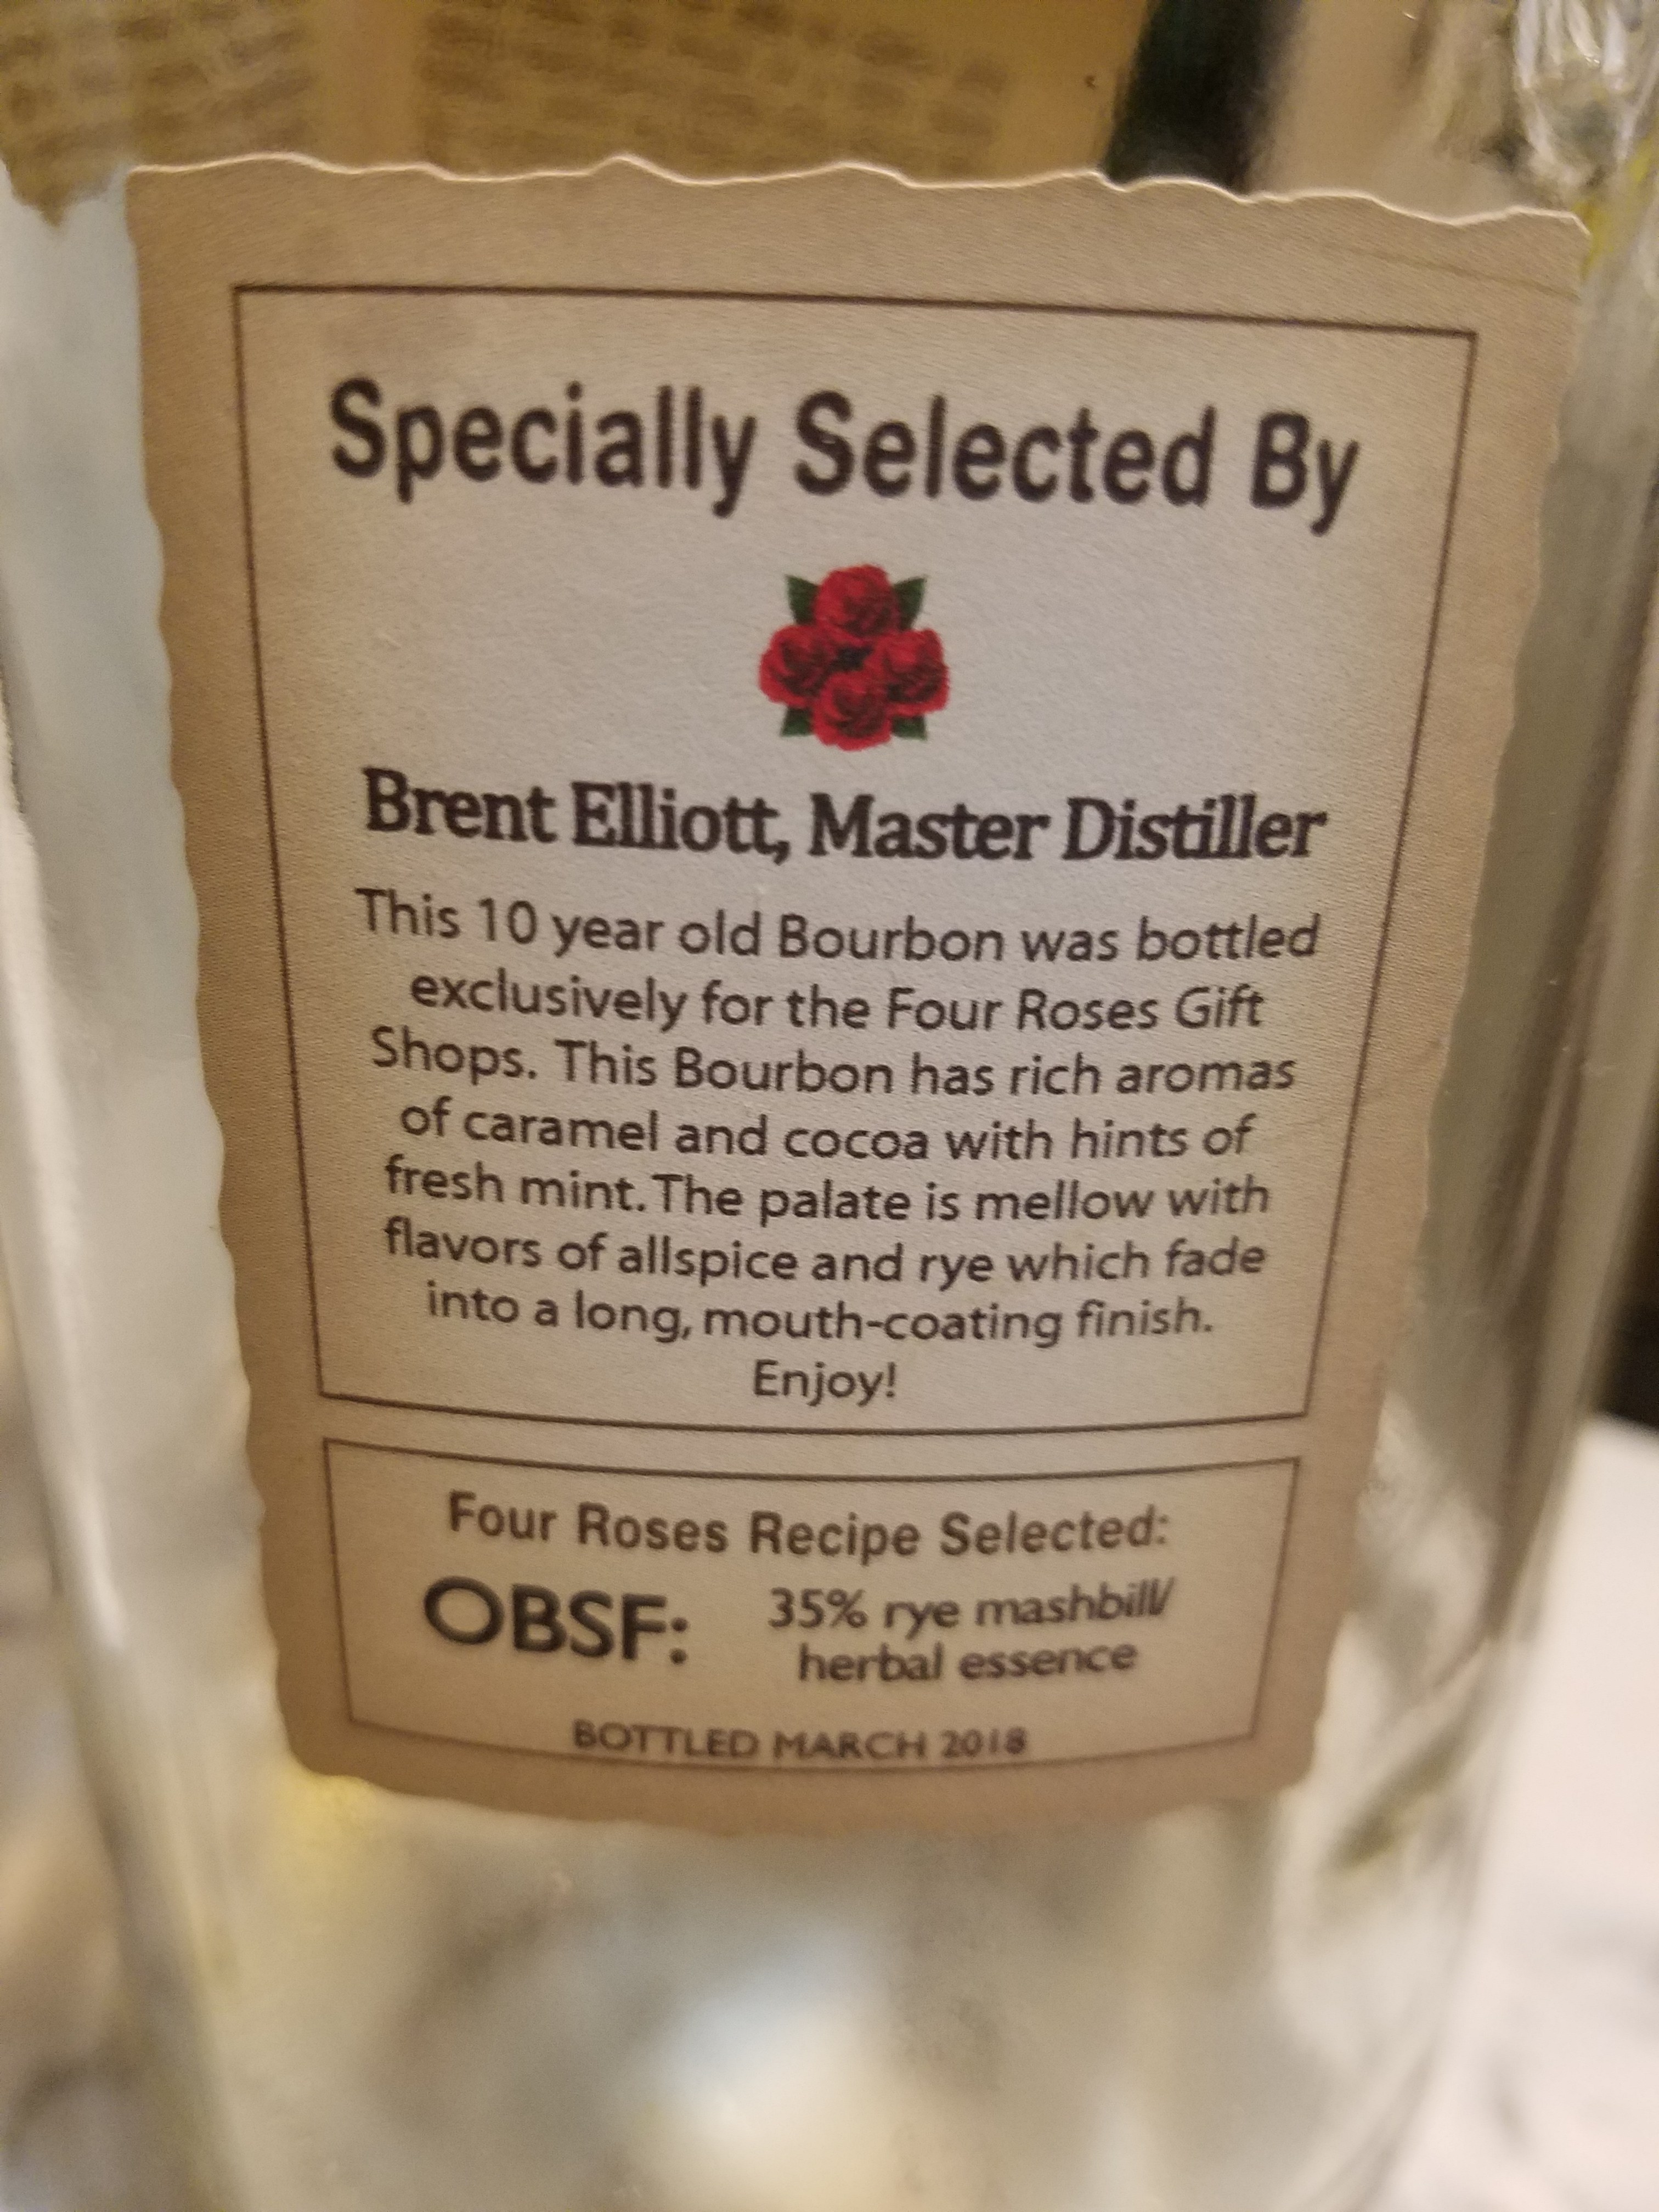 Specially Selected By
Brent Elliott, Master Distiller
This 10 year old Bourbon was bottled
exclusively for the Four Roses Gift
Shops. This Bourbon has rich aromas
of caramel and cocoa with hints of
fresh mint. The palate is mellow with
flavors of allspice and rye which fade
into a long, mouth-coating finish.
Enjoy!
Four Roses Recipe Selected:
OBSF: 35% rye mashbill/
herbal essence
BOTTLED MARCH 2018